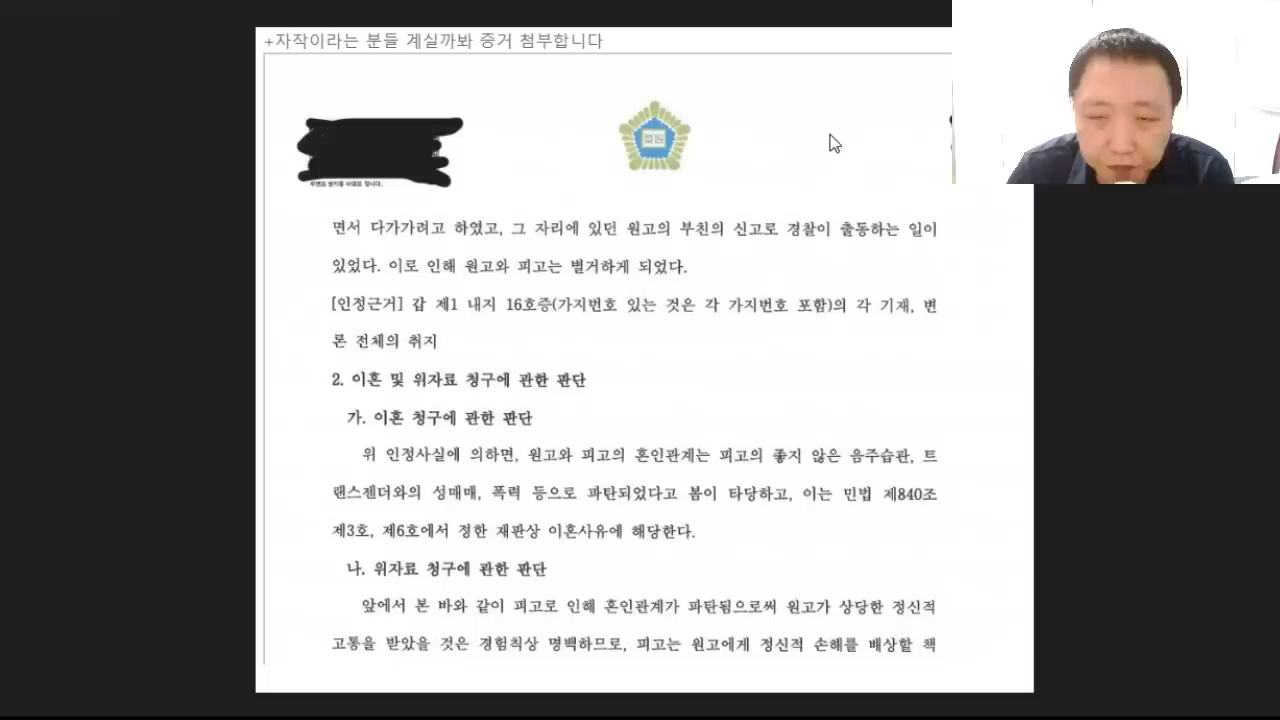 +자작이라는 분들 계실까봐 증거 첨부합니다
법원
면서 다가가려고 하였고, 그 자리에 있던 원고의 부친의 신고로 경찰이 출동하는 일이
있었다. 이로 인해 원고와 피고는 별거하게 되었다.
[인정근거] 갑 제1 내지 16호증(가지번호 있는 것은 각 가지번호 포함)의 각 기재, 변
론 전체의 취지
2. 이혼 및 위자료 청구에 관한 판단
가. 이혼 청구에 관한 판단
위 인정사실에 의하면, 원고와 피고의 혼인관계는 피고의 좋지 않은 음주습관, 트
랜스젠더와의 성매매, 폭력 등으로 파탄되었다고 봄이 타당하고, 이는 민법 제840조
제3호, 제6호에서 정한 재판상 이혼사유에 해당한다.
나. 위자료 청구에 관한 판단
앞에서 본 바와 같이 피고로 인해 혼인관계가 파탄됨으로써 원고가 상당한 정신적
고통을 받았을 것은 경험칙상 명백하므로, 피고는 원고에게 정신적 손해를 배상할 책